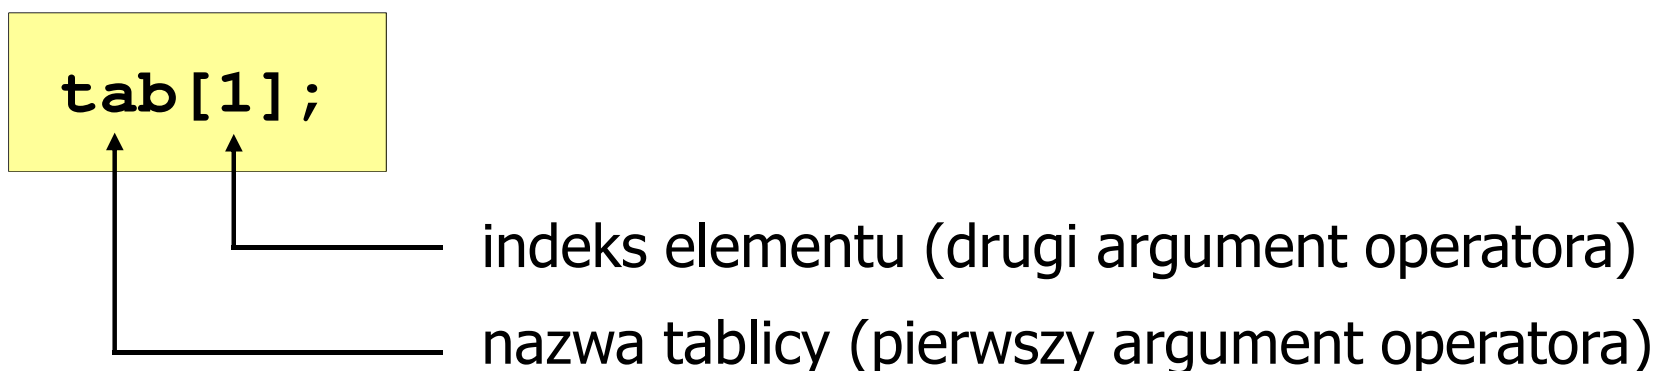 tab[1];
indeks elementu (drugi argument operatora)
nazwa tablicy (pierwszy argument operatora)